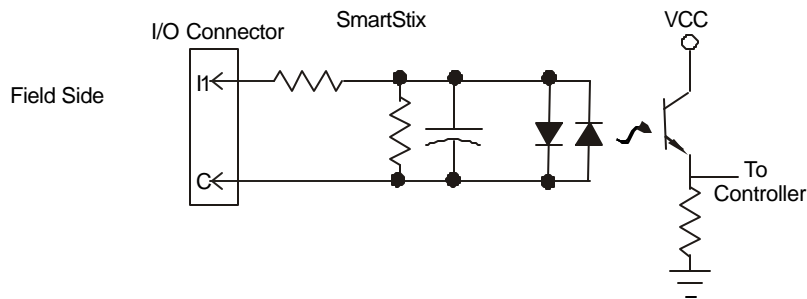 SmartStix
VCC
I/O Connector
I1
Field Side
C
To
Controller